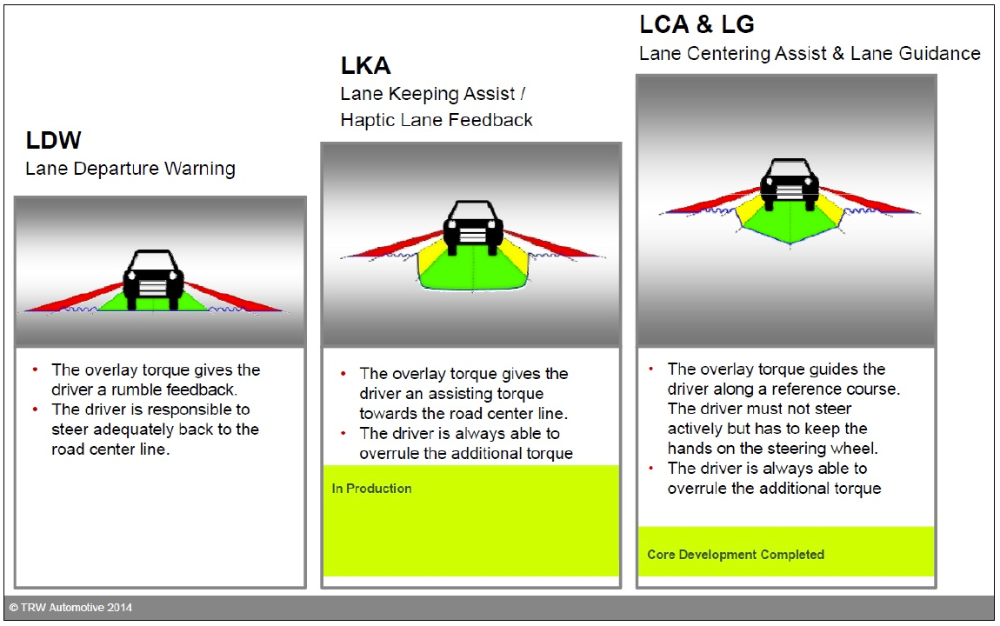 LDW
Lane Departure Warning
• The overlay torque gives the
driver a rumble feedback.
• The driver is responsible to
steer adequately back to the
road center line.
LKA
Lane Keeping Assist /
Haptic Lane Feedback
• The overlay torque gives the
driver an assisting torque
towards the road center line.
• The driver is always able to
overrule the additional torque
In Production
LCA & LG
Lane Centering Assist & Lane Guidance
• The overlay torque guides the
driver along a reference course.
The driver must not steer
actively but has to keep the
hands on the steering wheel.
• The driver is always able to
overrule the additional torque
Core Development Completed
© TRW Automotive 2014